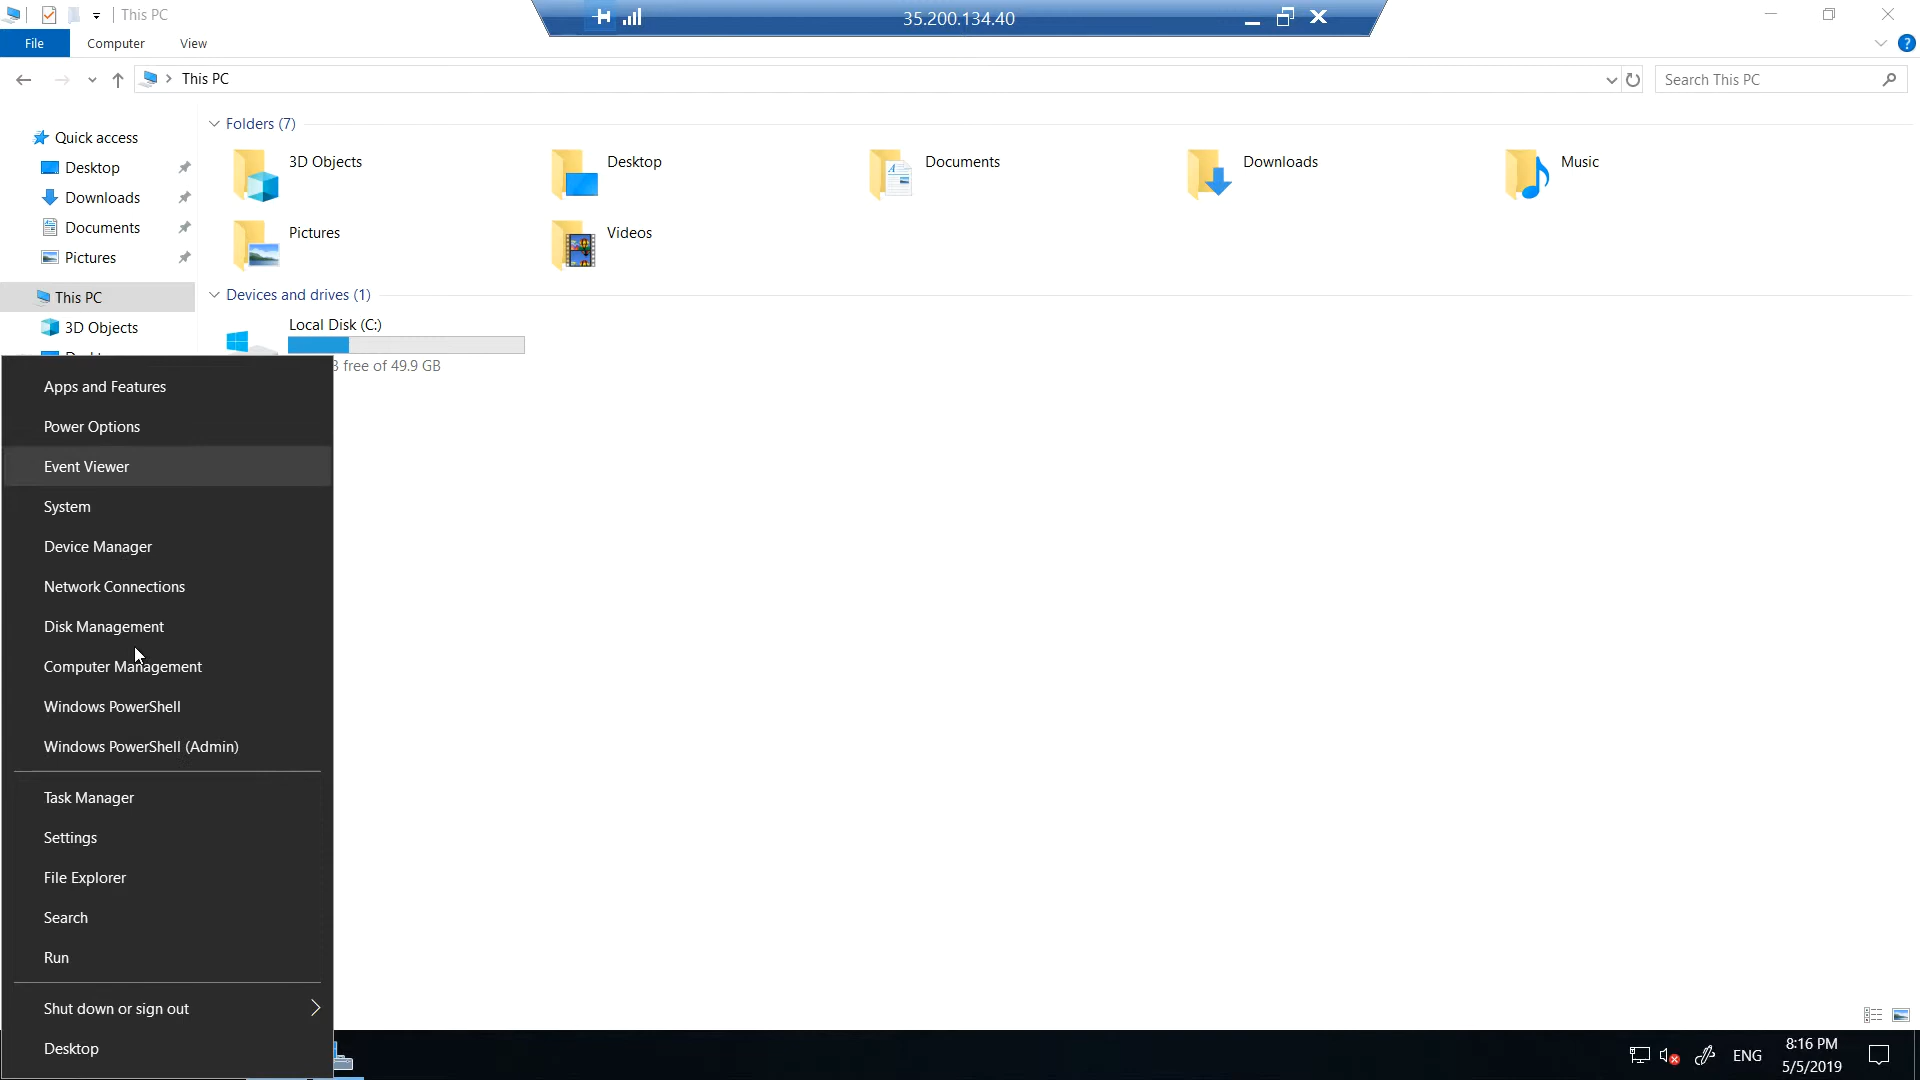 This PC
35.200.134.40
File
Computer
View
?
This PC
Search This PC
Quick access
Desktop
Downloads
Documents
Pictures
This PC
3D Objects
Folders (7)
3D Objects
Desktop
Documents
Downloads
Music
Pictures
Videos
Devices and drives (1)
Local Disk (C:)
free of 49.9 GB
Apps and Features
Power Options
Event Viewer
System
Device Manager
Network Connections
Disk Management
Computer Management
Windows PowerShell
Windows PowerShell (Admin)
Task Manager
Settings
File Explorer
Search
Run
Shut down or sign out
Desktop
ENG
8:16 PM
5/5/2019